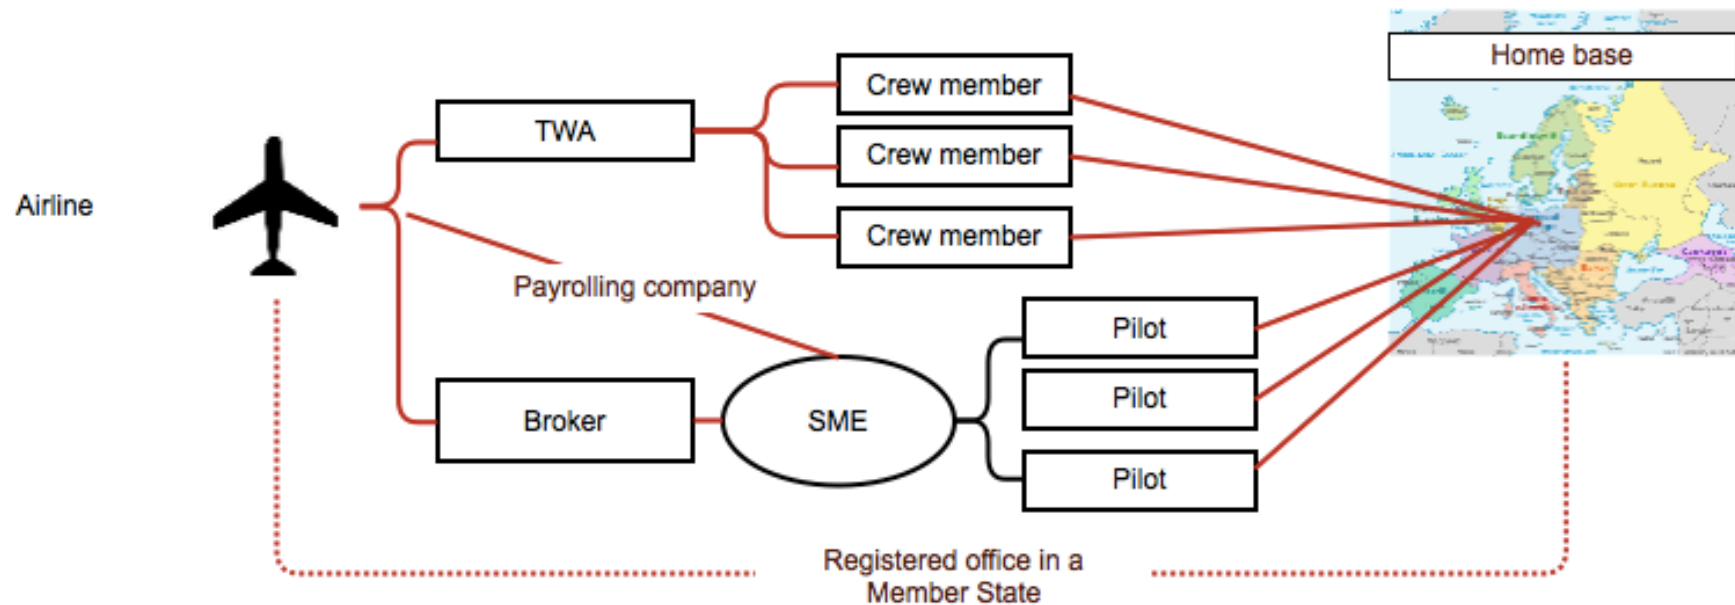 Home base
Crew member
TWA
Crew member
Airline
Crew member
Payrolling company
Pilot
Pilot
Broker
SME
Pilot
Registered office in a
Member State